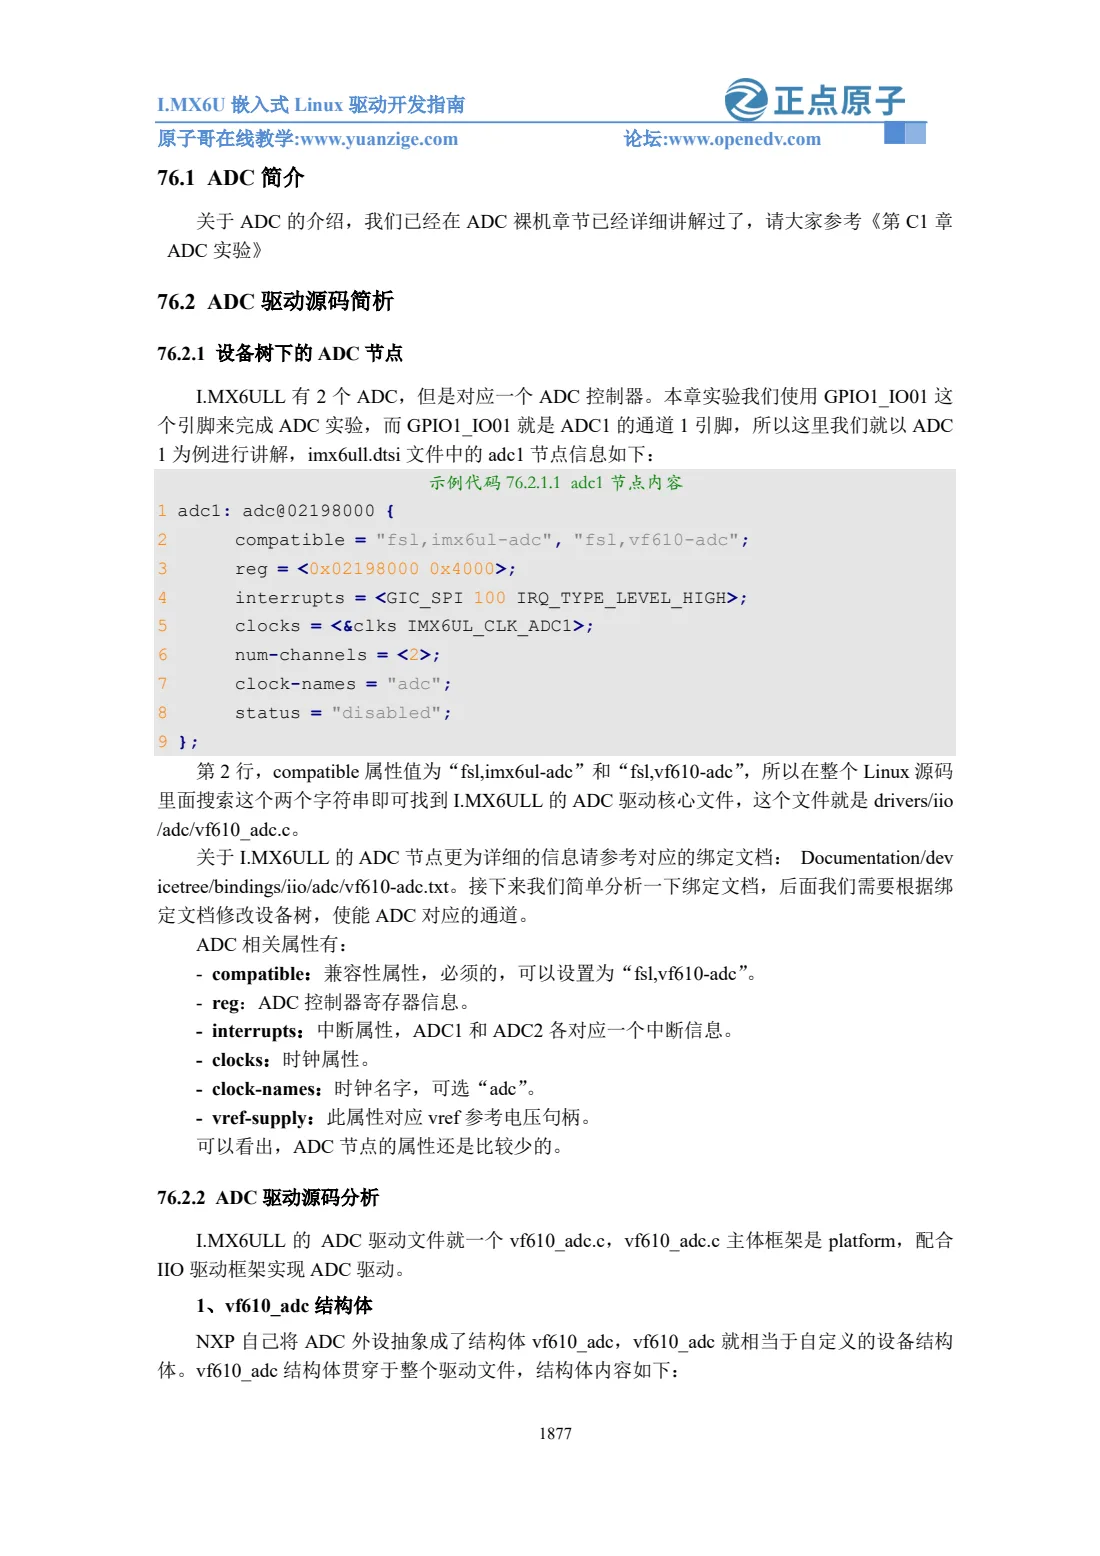 I.MX6U 嵌入式 Linux 驱动开发指南
正点原子
原子哥在线教学:www.yuanzige.com 论坛:www.openedv.com
76.1 ADC 简介
关于 ADC 的介绍，我们已经在 ADC 裸机章节已经详细讲解过了，请大家参考《第 C1 章
ADC 实验》
76.2 ADC 驱动源码简析
76.2.1 设备树下的 ADC 节点
I.MX6ULL 有 2 个 ADC，但是对应一个 ADC 控制器。本章实验我们使用 GPIO1_IO01 这
个引脚来完成 ADC 实验，而 GPIO1_IO01 就是 ADC1 的通道 1 引脚，所以这里我们就以 ADC
1 为例进行讲解，imx6ull.dtsi 文件中的 adc1 节点信息如下：
示例代码 76.2.1.1 adc1 节点内容
1 adc1: adc@02198000 {
2 compatible = "fsl,imx6ul-adc", "fsl,vf610-adc";
3 reg = <0x02198000 0x4000>;
4 interrupts = <GIC_SPI 100 IRQ_TYPE_LEVEL_HIGH>;
5 clocks = <&clks IMX6UL_CLK_ADC1>;
6 num-channels = <2>;
7 clock-names = "adc";
8 status = "disabled";
9 };
第 2 行，compatible 属性值为“fsl,imx6ul-adc”和“fsl,vf610-adc”，所以在整个 Linux 源码
里面搜索这个两个字符串即可找到 I.MX6ULL 的 ADC 驱动核心文件，这个文件就是 drivers/iio
/adc/vf610_adc.c。
关于 I.MX6ULL 的 ADC 节点更为详细的信息请参考对应的绑定文档： Documentation/dev
icetree/bindings/iio/adc/vf610-adc.txt。接下来我们简单分析一下绑定文档，后面我们需要根据绑
定文档修改设备树，使能 ADC 对应的通道。
ADC 相关属性有：
- compatible：兼容性属性，必须的，可以设置为“fsl,vf610-adc”。
- reg：ADC 控制器寄存器信息。
- interrupts：中断属性，ADC1 和 ADC2 各对应一个中断信息。
- clocks：时钟属性。
- clock-names：时钟名字，可选“adc”。
- vref-supply：此属性对应 vref 参考电压句柄。
可以看出，ADC 节点的属性还是比较少的。
76.2.2 ADC 驱动源码分析
I.MX6ULL 的 ADC 驱动文件就一个 vf610_adc.c，vf610_adc.c 主体框架是 platform，配合
IIO 驱动框架实现 ADC 驱动。
1、vf610_adc 结构体
NXP 自己将 ADC 外设抽象成了结构体 vf610_adc，vf610_adc 就相当于自定义的设备结构
体。vf610_adc 结构体贯穿于整个驱动文件，结构体内容如下：
1877